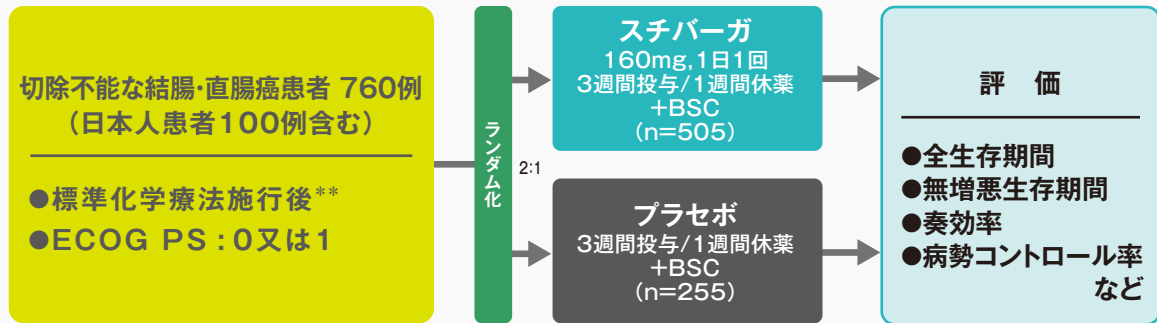 切除不能な結腸・直腸癌患者 760例
（日本人患者100例含む）
●標準化学療法施行後**
●ECOG PS：0又は1
ランダム化
2:1
スチバーガ
160mg,1日1回
3週間投与/1週間休薬
+BSC
(n=505)
プラセボ
3週間投与/1週間休薬
+BSC
(n=255)
評 価
●全生存期間
●無増悪生存期間
●奏効率
●病勢コントロール率
など